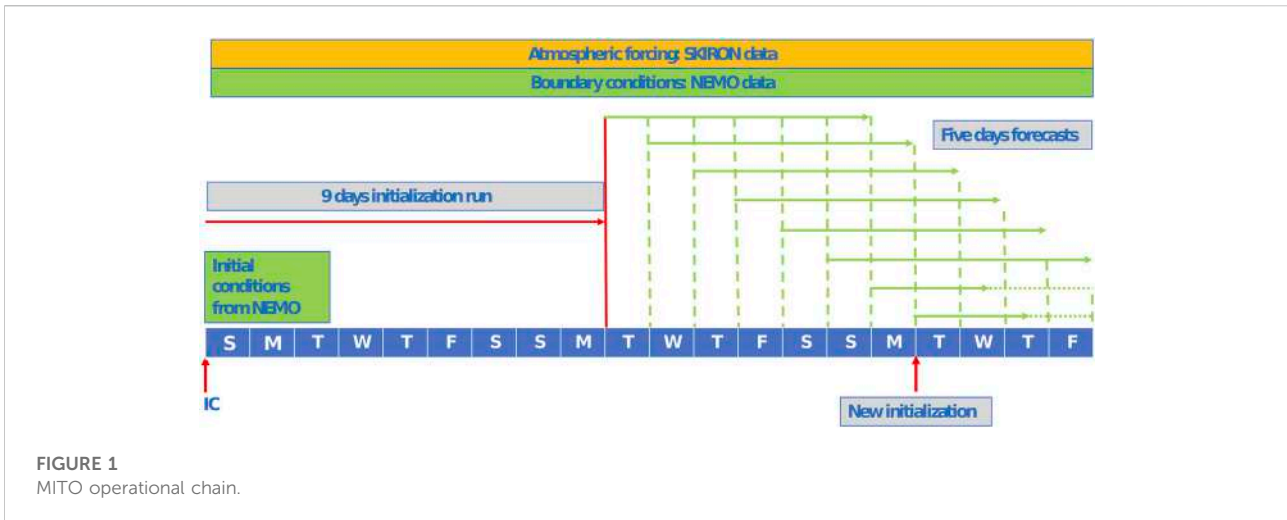 Atmospheric forcing: SKIRON data
Boundary conditions: NEMO data
Five days forecasts
9 days initialization run
Initial
conditions
from NEMO
S M T W T F S S M T W T F S S M T W T F
IC
New initialization
FIGURE 1
MITO operational chain.